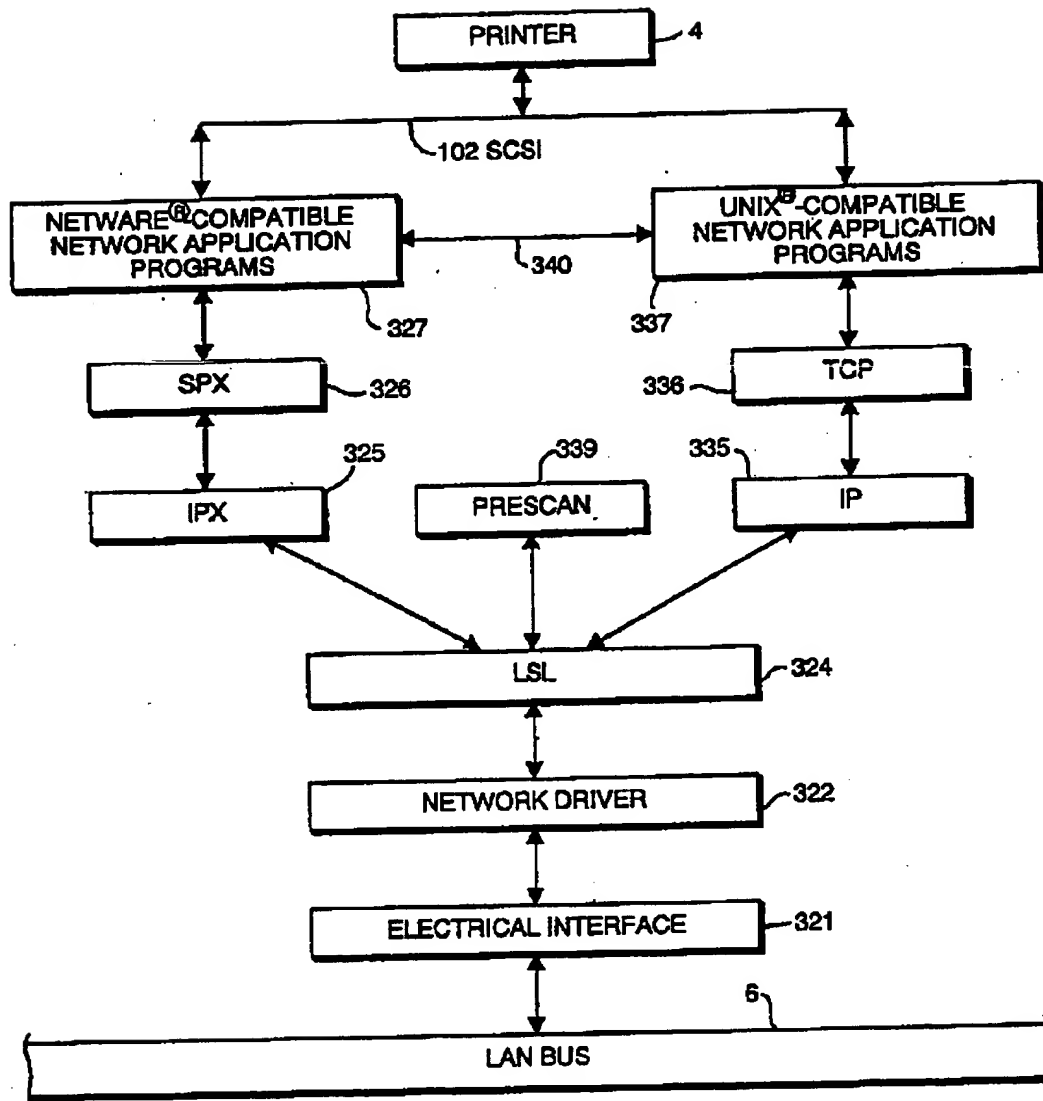 PRINTER
4
102 SCSI
NETWARE®-COMPATIBLE
NETWORK APPLICATION
PROGRAMS
327
340
UNIX®-COMPATIBLE
NETWORK APPLICATION
PROGRAMS
337
SPX
326
TCP
336
325
IPX
339
PRESCAN
335
IP
LSL
324
NETWORK DRIVER
322
ELECTRICAL INTERFACE
321
6
LAN BUS